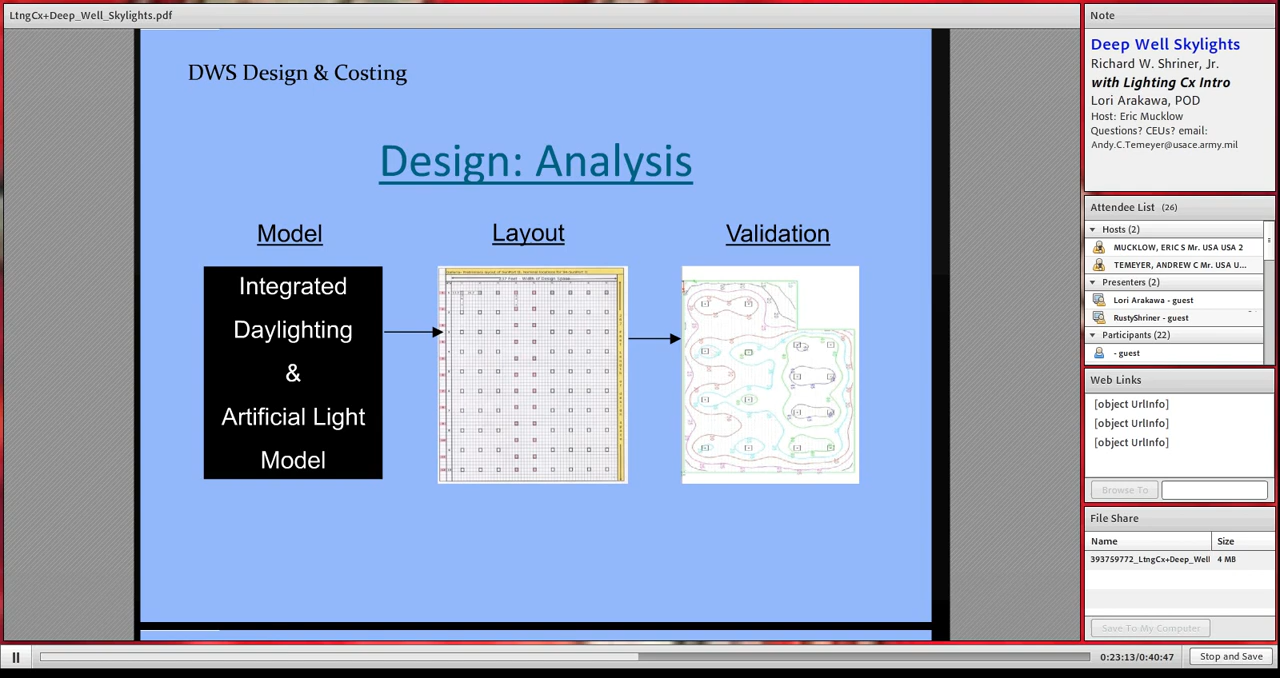 LtngCx+Deep_Well_Skylights.pdf
DWS Design & Costing
Design: Analysis
Model
Layout
Validation
Integrated
Daylighting
&
Artificial Light
Model
Note
Deep Well Skylights
Richard W. Shriner, Jr.
with Lighting Cx Intro
Lori Arakawa, POD
Host: Eric Mucklow
Questions? CEUs? email:
Andy.C.Temeyer@usace.army.mil
Attendee List (26)
Hosts (2)
MUCKLOW, ERIC S Mr. USA USA 2
TEMEYER, ANDREW C Mr. USA U...
Presenters (2)
Lori Arakawa - guest
RustyShriner - guest
Participants (22)
- guest
Web Links
[object UrlInfo]
[object UrlInfo]
[object UrlInfo]
Browse To
File Share
Name Size
393759772_LtngCx+Deep_Well 4 MB
Save To My Computer
0:23:13/0:40:47
Stop and Save